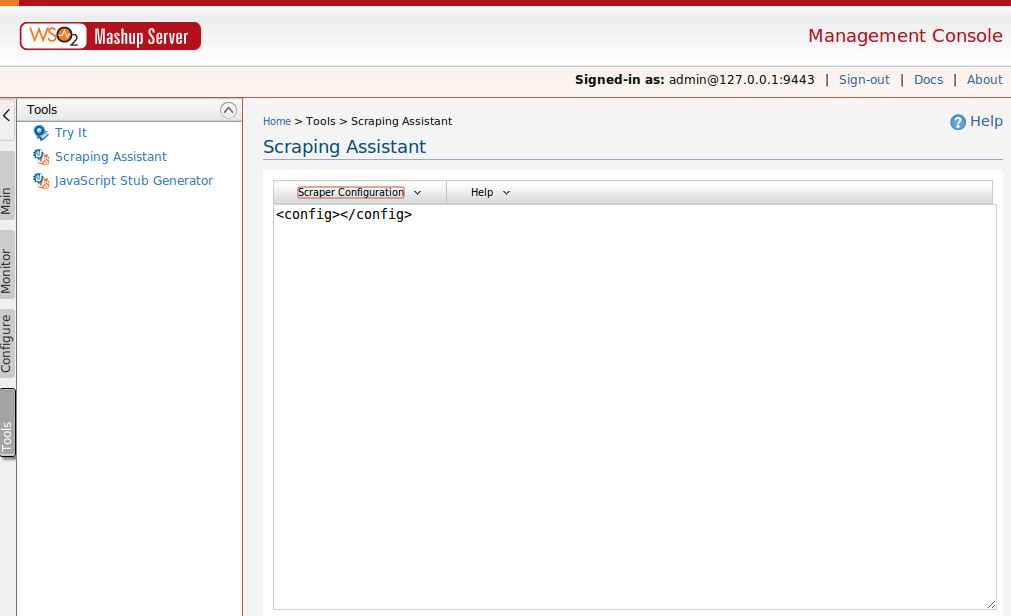 WSO2 Mashup Server
Management Console
Signed-in as: admin@127.0.0.1:9443 | Sign-out | Docs | About
Main
Monitor
Configure
Tools
Tools
Try It
Scraping Assistant
JavaScript Stub Generator
Home > Tools > Scraping Assistant
Help
Scraping Assistant
Scraper Configuration
Help
<config></config>